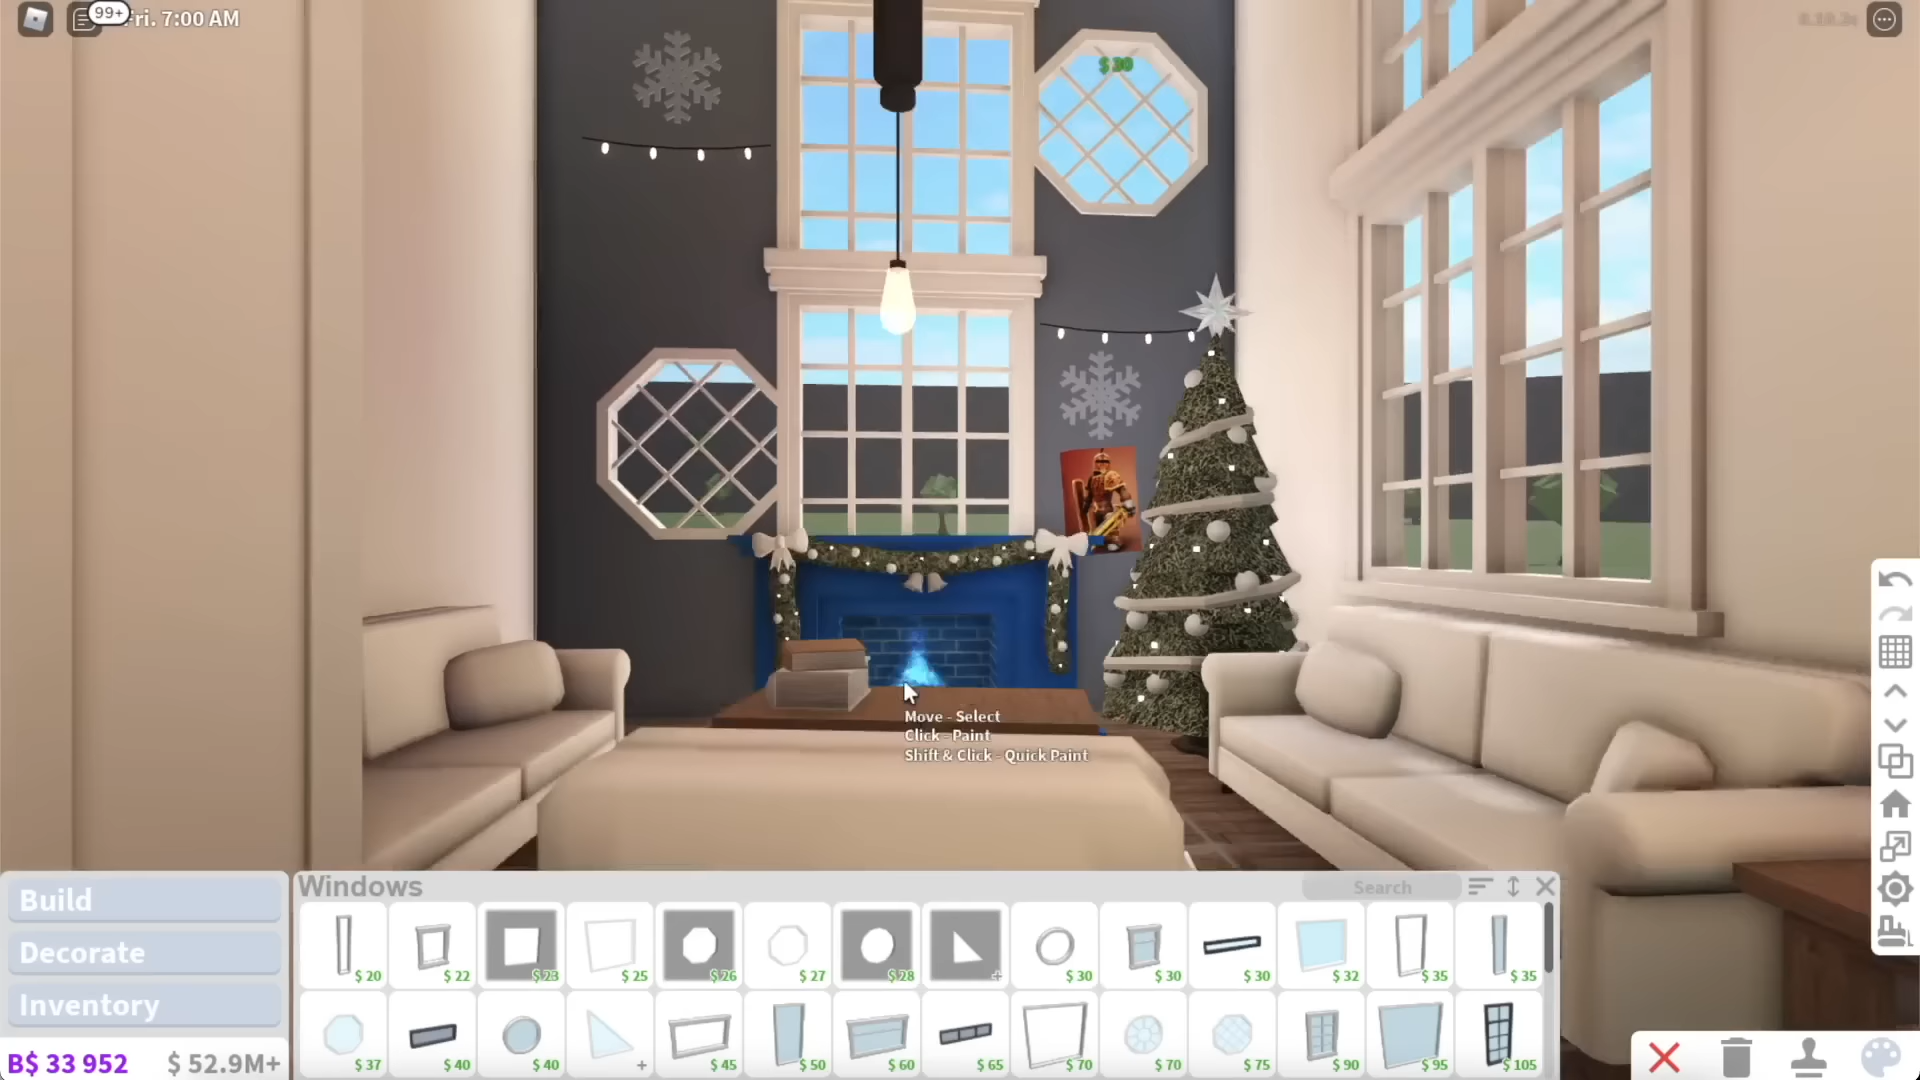 99+
Fri. 7:00 AM
$30
Move - Select
Click - Paint
Shift & Click - Quick Paint
Build
Decorate
Inventory
B$ 33 952
$ 52.9M+
Windows
Search
$ 20
$ 22
$ 23
$ 25
$ 26
$ 27
$ 28
+
$ 30
$ 30
$ 30
$ 32
$ 35
$ 35
$ 37
$ 40
$ 40
+
$ 45
$ 50
$ 60
$ 65
$ 70
$ 70
$ 75
$ 90
$ 95
$ 105